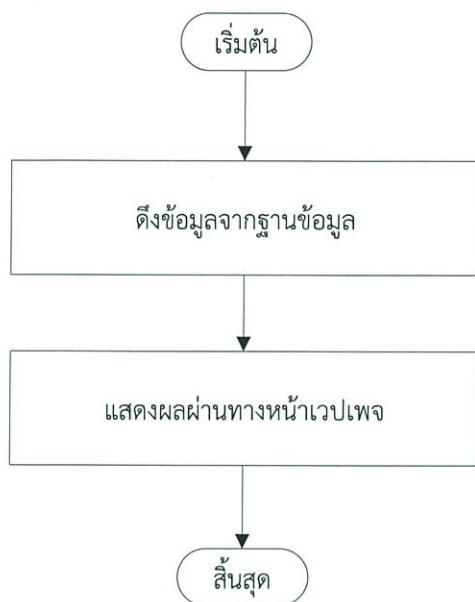 เริ่มต้น
ดึงข้อมูลจากฐานข้อมูล
แสดงผลผ่านทางหน้าเวปเพจ
สิ้นสุด